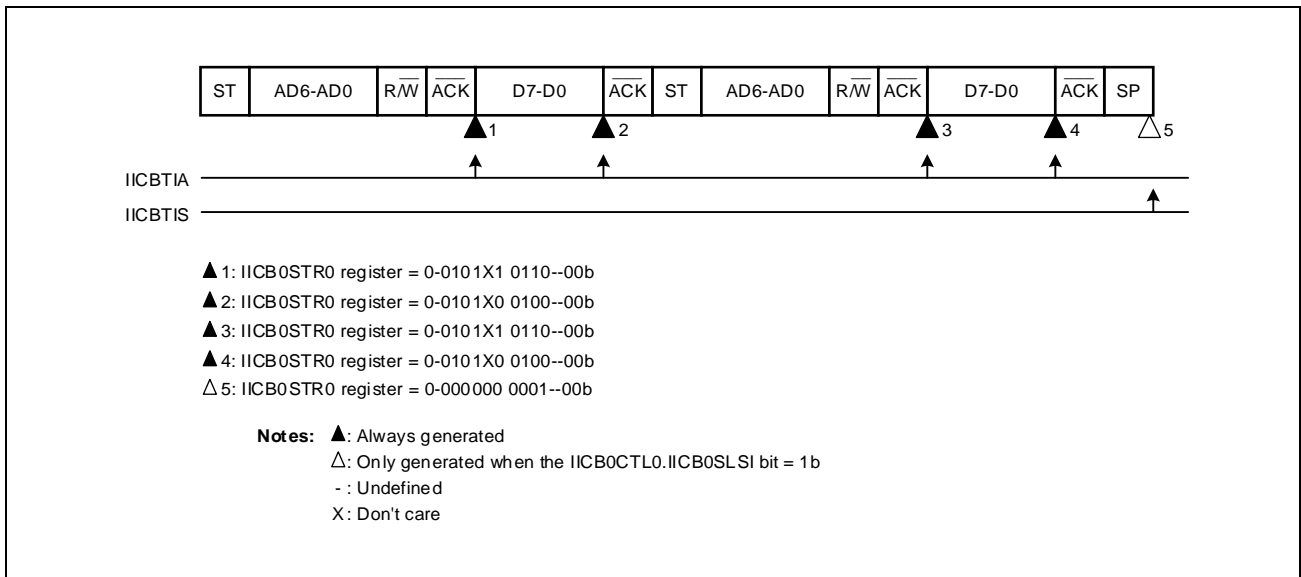 ST AD6-AD0 R/W ACK D7-D0 ACK ST AD6-AD0 R/W ACK D7-D0 ACK SP
▲1 ▲2 ▲3 ▲4 △5
IICBTIA
IICBTIS
▲1: IICB0STR0 register = 0-0101X1 0110--00b
▲2: IICB0STR0 register = 0-0101X0 0100--00b
▲3: IICB0STR0 register = 0-0101X1 0110--00b
▲4: IICB0STR0 register = 0-0101X0 0100--00b
△5: IICB0STR0 register = 0-000000 0001--00b
Notes: ▲: Always generated
△: Only generated when the IICB0CTL0.IICB0SLSI bit = 1b
- : Undefined
X: Don't care